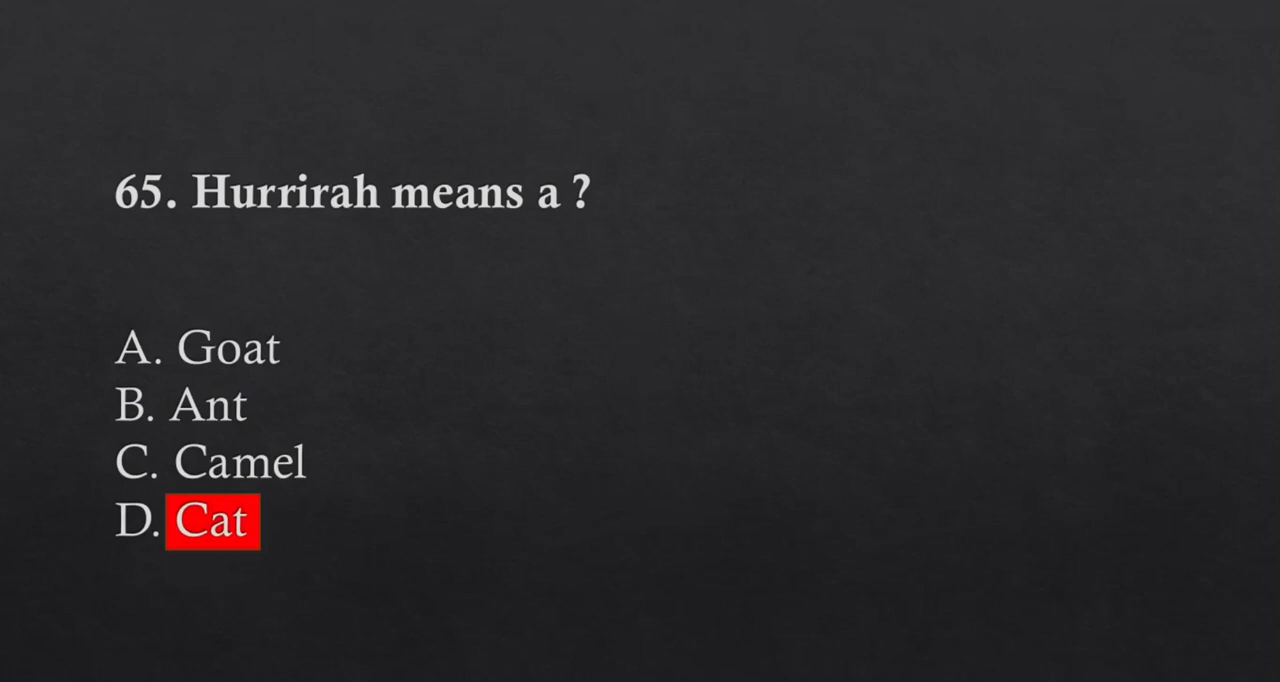 65. Hurrirah means a ?
A. Goat
B. Ant
C. Camel
D. Cat